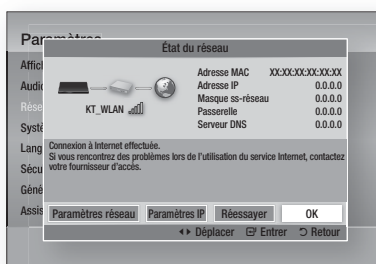 Paramètres
État du réseau
Affich
Audio
Rése
Systè
Lang
Sécu
Géné
Assis
KT_WLAN
Adresse MAC XX:XX:XX:XX:XX:XX
Adresse IP 0.0.0.0
Masque ss-réseau 0.0.0.0
Passerelle 0.0.0.0
Serveur DNS 0.0.0.0
Connexion à Internet effectuée.
Si vous rencontrez des problèmes lors de l'utilisation du service Internet, contactez
votre fournisseur d'accès.
Paramètres réseau Paramètres IP Réessayer OK
Déplacer Entrer Retour